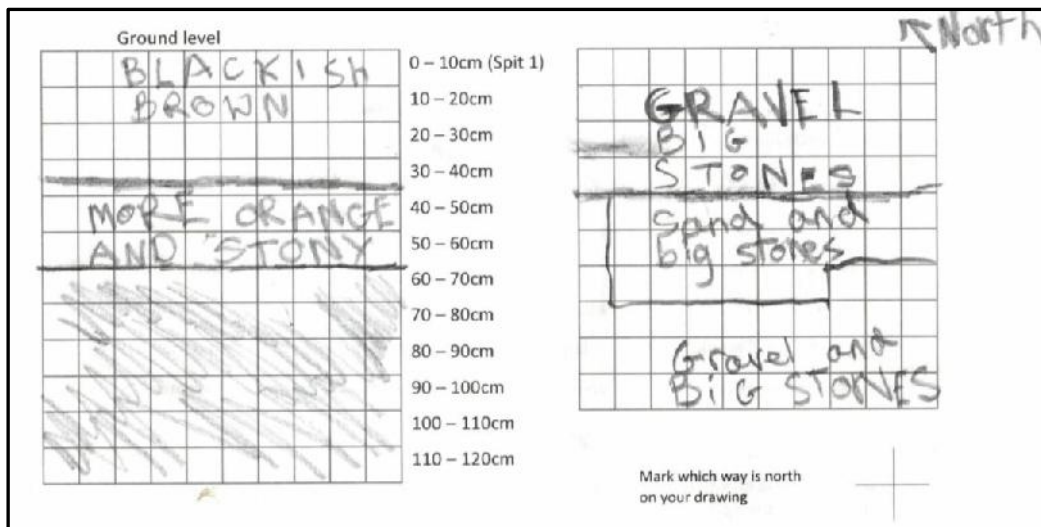 Ground level
BLACKISH
BROWN
MORE ORANGE
AND STONY
0 – 10cm (Spit 1)
10 – 20cm
20 – 30cm
30 – 40cm
40 – 50cm
50 – 60cm
60 – 70cm
70 – 80cm
80 – 90cm
90 – 100cm
100 – 110cm
110 – 120cm
North
GRAVEL
BIG
STONES
Sand and
big stones
Gravel and
BiG STONES
Mark which way is north
on your drawing